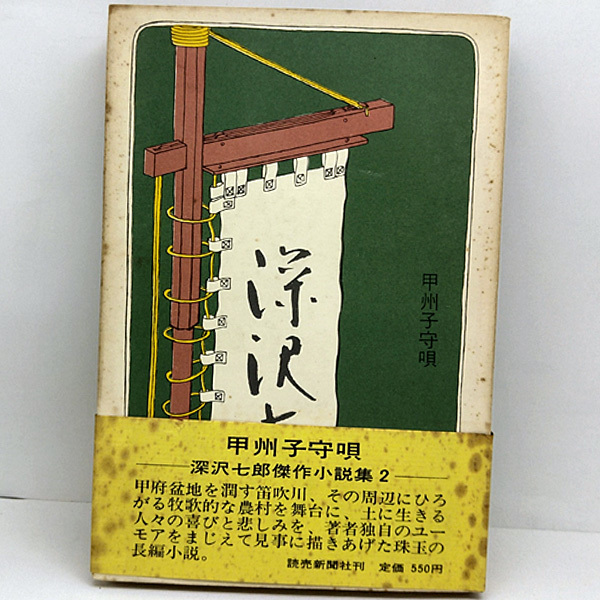 深沢七
甲州子守唄
甲州子守唄
深沢七郎傑作小説集2
甲府盆地を潤す笛吹川、その周辺にひろ
がる牧歌的な農村を舞台に、土に生きる
人々の喜びと悲しみを、著者独自のユー
モアをまじえて見事に描きあげた珠玉の
長編小説。
読売新聞社刊 定価 550円